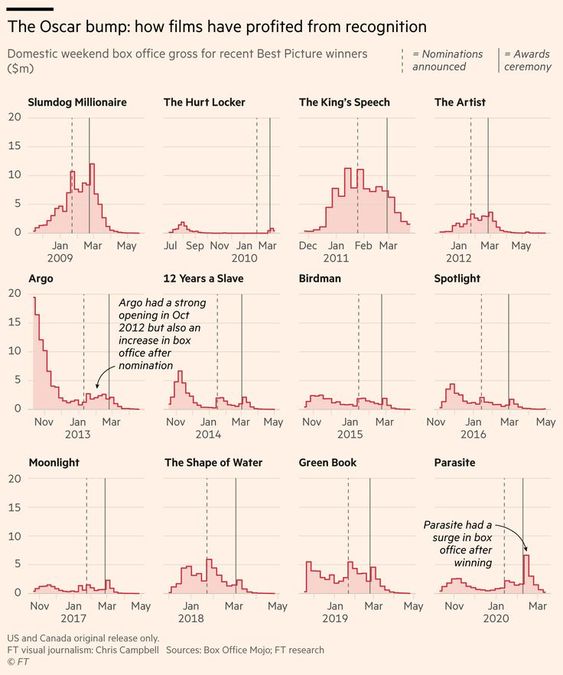 The Oscar bump: how films have profited from recognition
Domestic weekend box office gross for recent Best Picture winners
($m)
= Nominations
announced
= Awards
ceremony
Slumdog Millionaire
The Hurt Locker
The King's Speech
The Artist
20
15
10
5
0
Jan Mar May
2009
Jul Sep Nov Jan Mar
2010
Dec Jan Feb Mar
2011
Jan Mar May
2012
Argo
12 Years a Slave
Birdman
Spotlight
Argo had a strong
opening in Oct
2012 but also an
increase in box
office after
nomination
20
15
10
5
0
Nov Jan Mar
2013
Nov Jan Mar May
2014
Nov Jan Mar
2015
Nov Jan Mar May
2016
Moonlight
The Shape of Water
Green Book
Parasite
Parasite had a
surge in box
office after
winning
20
15
10
5
0
Nov Jan Mar May
2017
Jan Mar May
2018
Jan Mar May
2019
Nov Jan Mar
2020
US and Canada original release only.
FT visual journalism: Chris Campbell Sources: Box Office Mojo; FT research
© FT